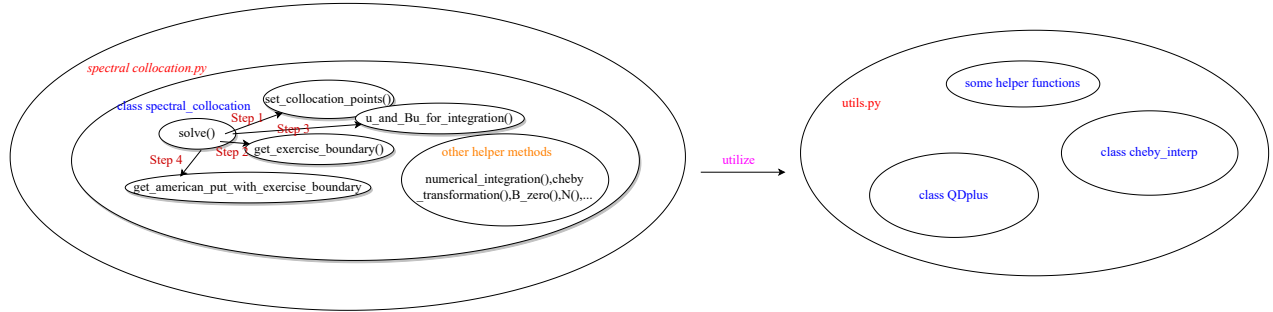 spectral collocation.py
class spectral_collocation
set_collocation_points()
Step 1
u_and_Bu_for_integration()
solve()
Step 3
Step 2
get_exercise_boundary()
Step 4
get_american_put_with_exercise_boundary
other helper methods
numerical_integration(),cheby
_transformation(),B_zero(),N(),...
utilize
utils.py
some helper functions
class cheby_interp
class QDplus